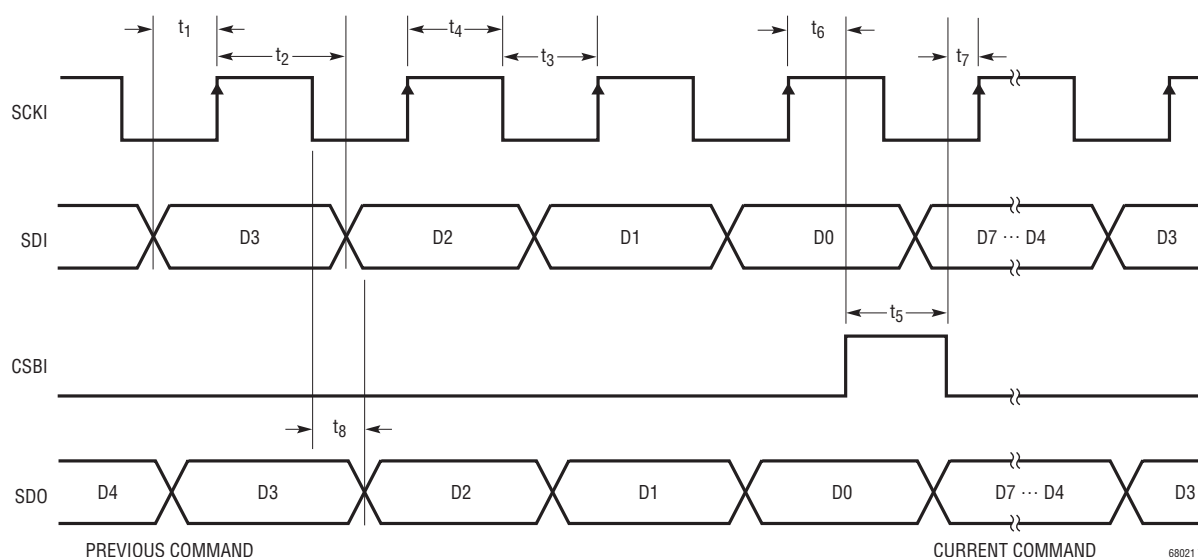 t1 t4 t6
t2 t3 t7
SCKI
SDI D3 D2 D1 D0 D7 ··· D4 D3
t5
CSBI
t8
SDO D4 D3 D2 D1 D0 D7 ··· D4 D3
PREVIOUS COMMAND CURRENT COMMAND 68021